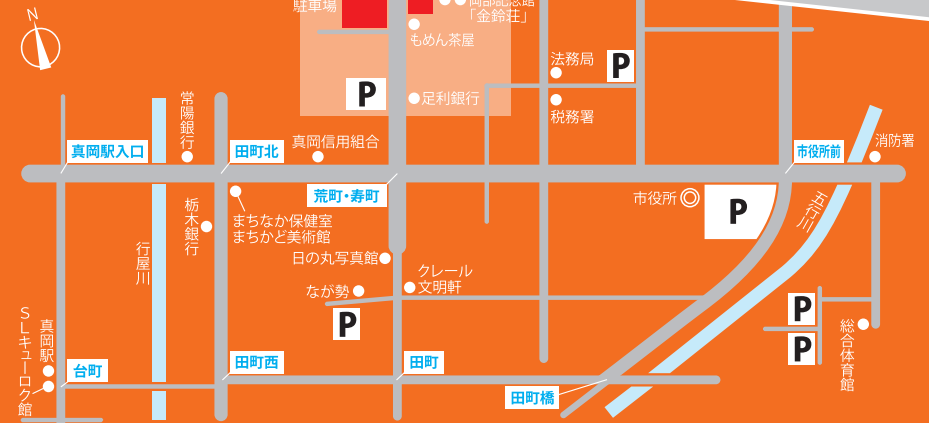 駐車場
阿部記念館
「金鈴荘」
N
もめん茶屋
法務局
P
P
足利銀行
税務署
常陽銀行
真岡信用組合
消防署
真岡駅入口
田町北
市役所前
荒町・寿町
市役所
P
五行川
まちなか保健室
まちかど美術館
栃木銀行
行屋川
日の丸写真館
クレール
文明軒
なが勢
P
P
P
総合体育館
SLキューロク館
真岡駅
台町
田町西
田町
田町橋